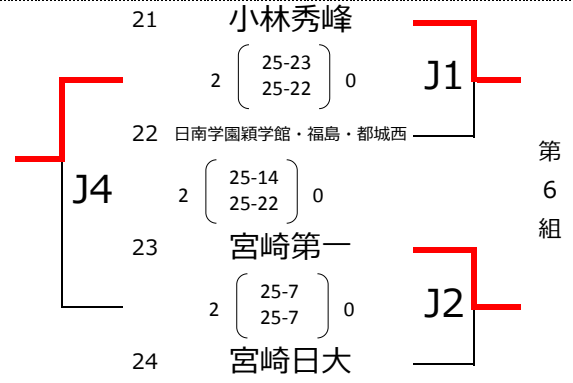 21 小林秀峰
2 25-23 0 J1
25-22
22 日南学園穎学館・福島・都城西
第
6
組
J4 2 25-14 0
25-22
23 宮崎第一
2 25-7 0 J2
25-7
24 宮崎日大